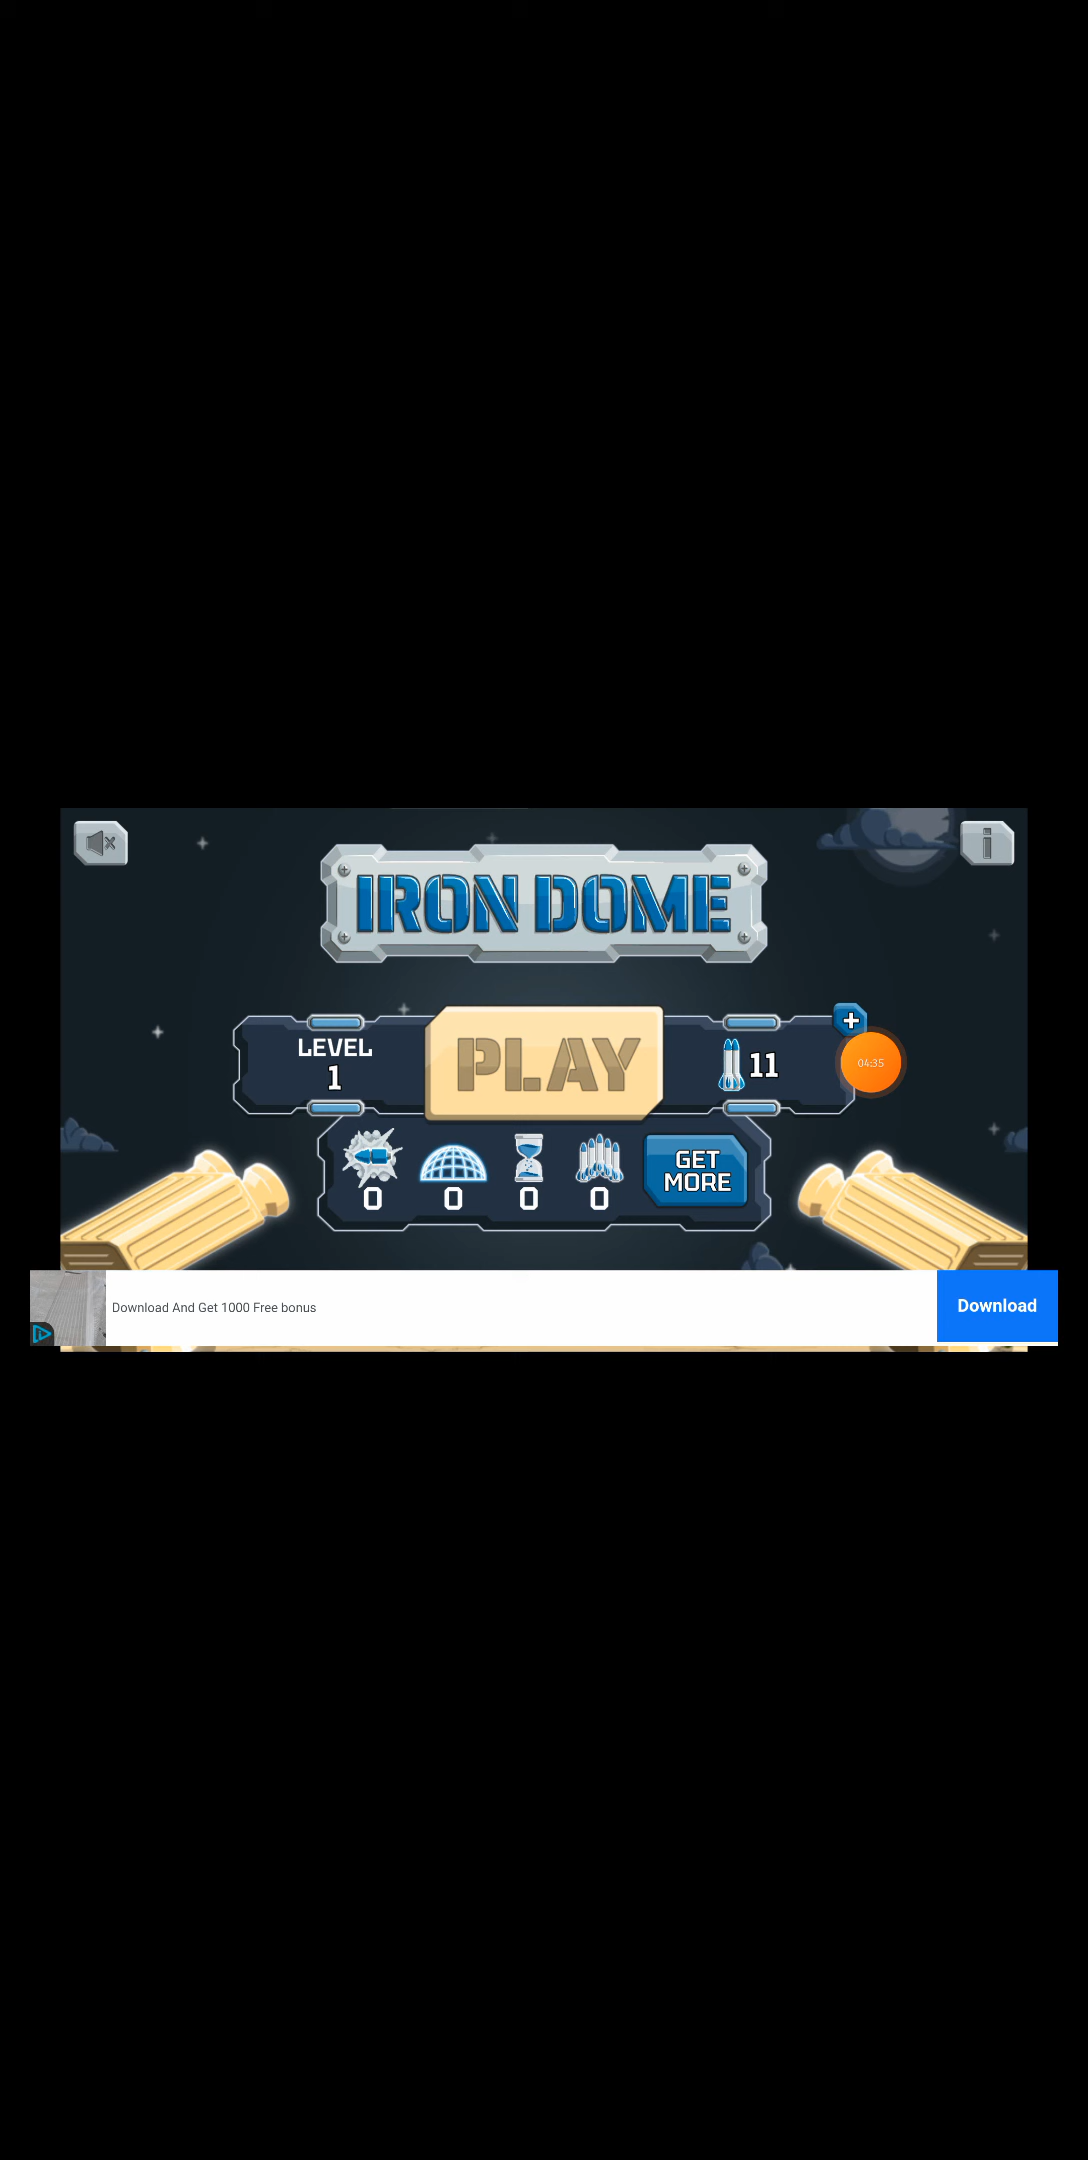 IRON DOME
LEVEL
1
PLAY
11
04:35
0 0 0 0
GET
MORE
Download And Get 1000 Free bonus
Download